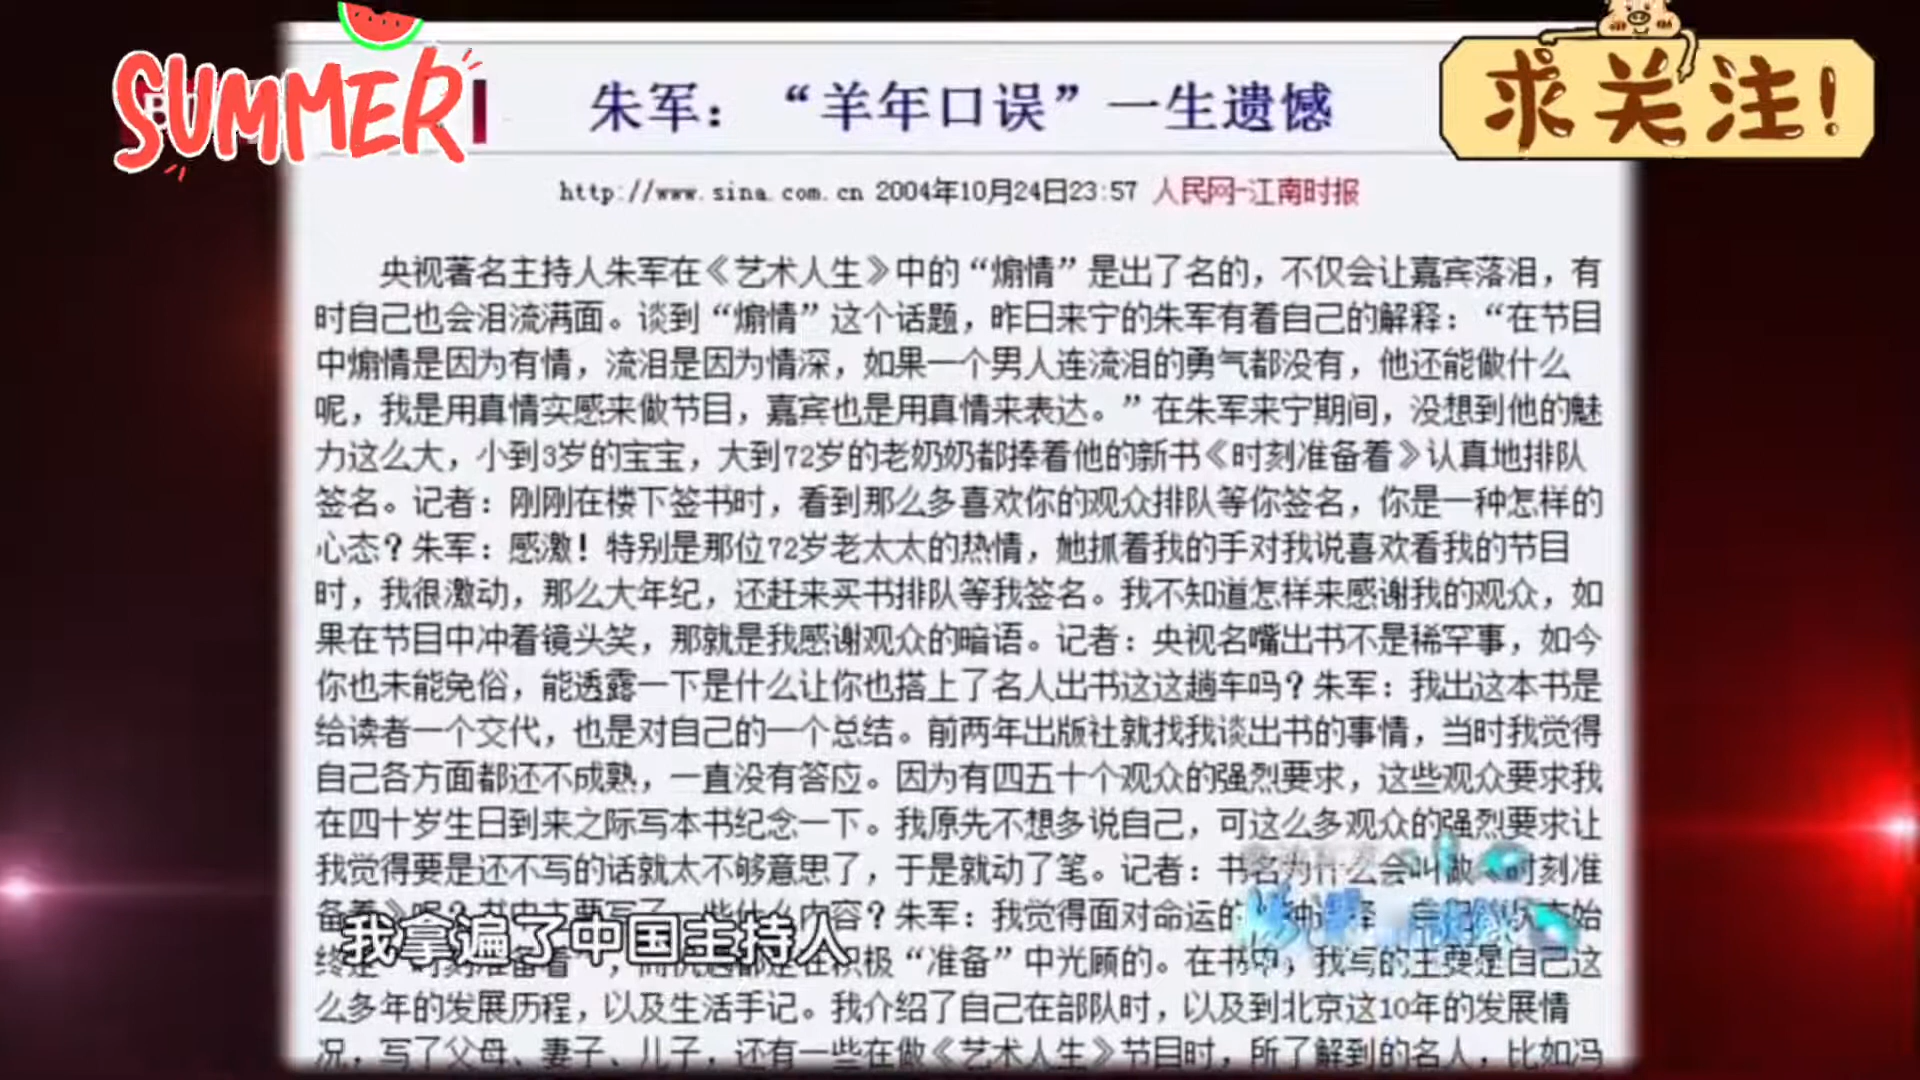 SUMMER
求关注!
朱军：“羊年口误”一生遗憾
http://www.sina.com.cn 2004年10月24日23:57 人民网-江南时报
央视著名主持人朱军在《艺术人生》中的“煽情”是出了名的，不仅会让嘉宾落泪，有
时自己也会泪流满面。谈到“煽情”这个话题，昨日来宁的朱军有着自己的解释：“在节目
中煽情是因为有情，流泪是因为情深，如果一个男人连流泪的勇气都没有，他还能做什么
呢，我是用真情实感来做节目，嘉宾也是用真情来表达。”在朱军来宁期间，没想到他的魅
力这么大，小到3岁的宝宝，大到72岁的老奶奶都捧着他的新书《时刻准备着》认真地排队
签名。记者：刚刚在楼下签书时，看到那么多喜欢你的观众排队等你签名，你是一种怎样的
心态？朱军：感激！特别是那位72岁老太太的热情，她抓着我的手对我说喜欢看我的节目
时，我很激动，那么大年纪，还赶来买书排队等我签名。我不知道怎样来感谢我的观众，如
果在节目中冲着镜头笑，那就是我感谢观众的暗语。记者：央视名嘴出书不是稀罕事，如今
你也未能免俗，能透露一下是什么让你也搭上了名人出书这这趟车吗？朱军：我出这本书是
给读者一个交代，也是对自己的一个总结。前两年出版社就找我谈出书的事情，当时我觉得
自己各方面都还不成熟，一直没有答应。因为有四五十个观众的强烈要求，这些观众要求我
在四十岁生日到来之际写本书纪念一下。我原先不想多说自己，可这么多观众的强烈要求让
我觉得要是还不写的话就太不够意思了，于是就动了笔。记者：书名为什么会叫做 时刻准
内容？朱军：我觉得面对命运的
我拿遍了中国主持人
积极“准备”中光顾的。在书中，我写的主要是自己这
么多年的发展历程，以及生活手记。我介绍了自己在部队时，以及到北京这10年的发展情
况，写了父母、妻子、儿子，还有一些在做《艺术人生》节目时，所了解到的名人，比如冯